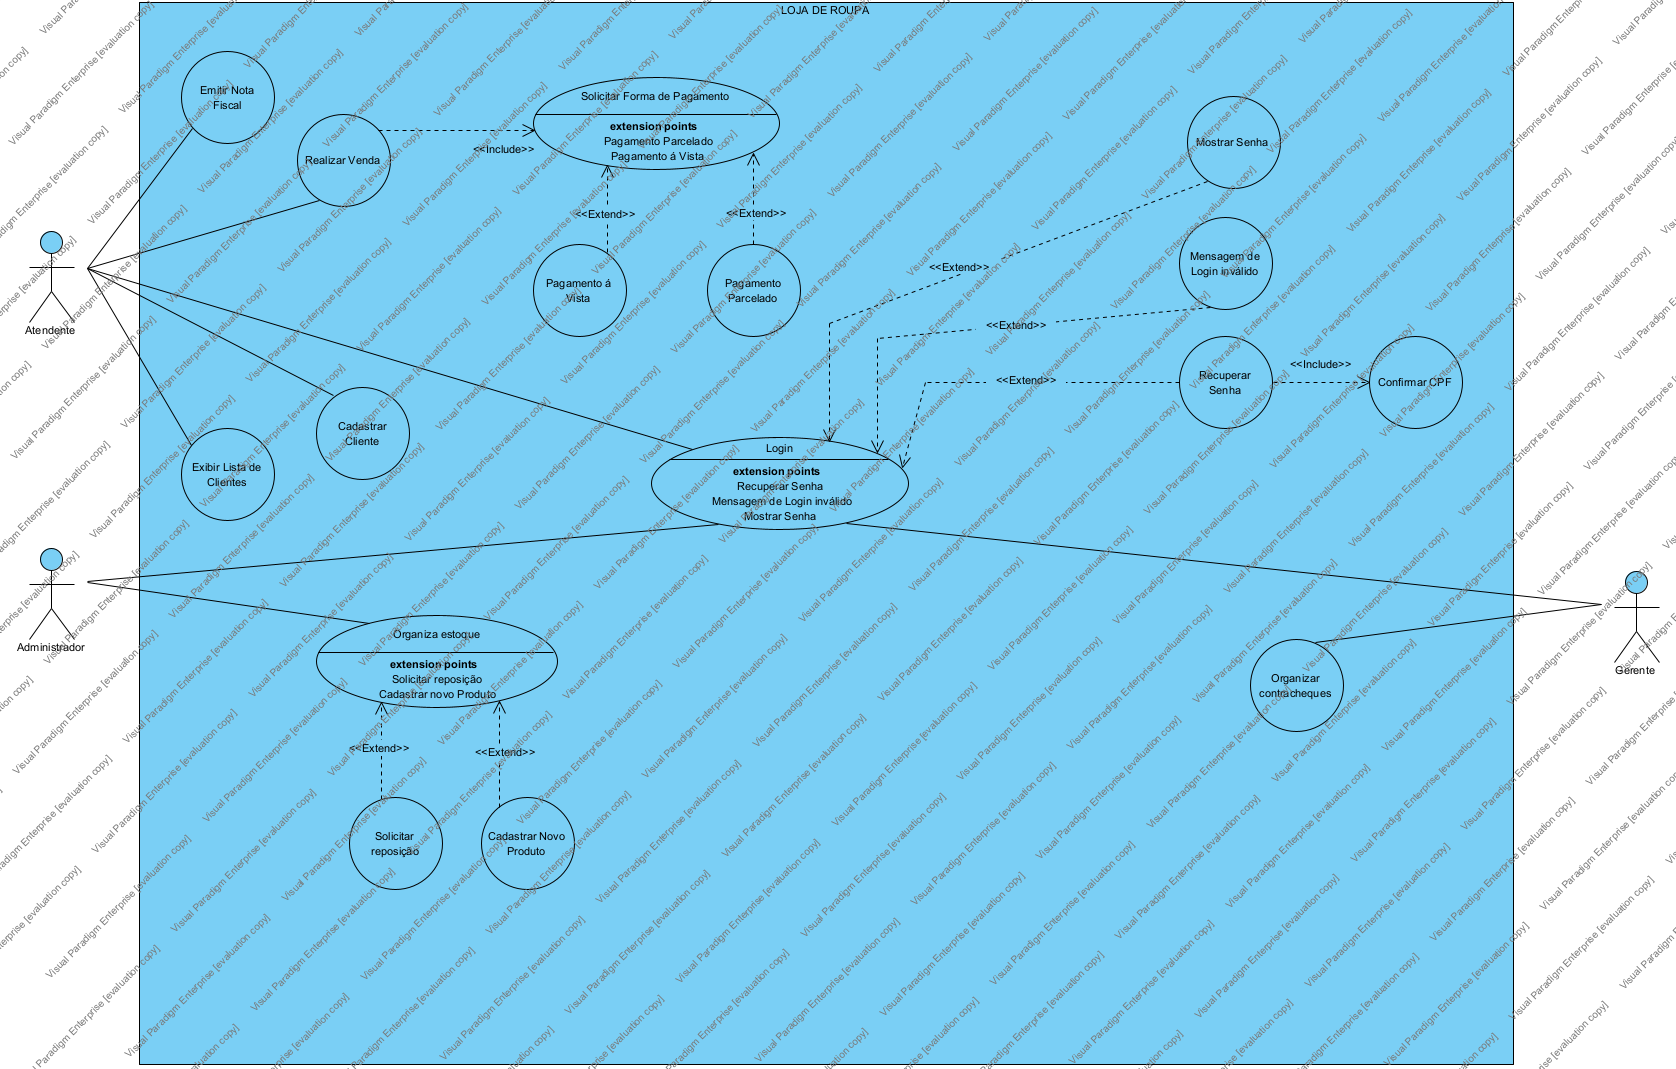 LOJA DE ROUPA
Emitir Nota
Fiscal
Realizar Venda
<<Include>>
Solicitar Forma de Pagamento
extension points
Pagamento Parcelado
Pagamento á Vista
<<Extend>>
<<Extend>>
Pagamento á
Vista
Pagamento
Parcelado
Mostrar Senha
<<Extend>>
Mensagem de
Login inválido
<<Extend>>
Recuperar
Senha
<<Extend>>
<<Include>>
Confirmar CPF
Atendente
Cadastrar
Cliente
Exibir Lista de
Clientes
Login
extension points
Recuperar Senha
Mensagem de Login inválido
Mostrar Senha
Administrador
Organiza estoque
extension points
Solicitar reposição
Cadastrar novo Produto
<<Extend>>
<<Extend>>
Solicitar
reposição
Cadastrar Novo
Produto
Gerente
Organizar
contracheques
Visual Paradigm Enterprise [evaluation copy]